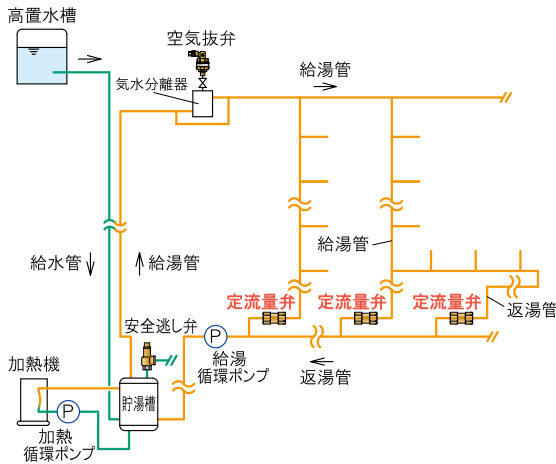 高置水槽
空気抜弁
気水分離器
給湯管
給水管
給湯管
給湯管
定流量弁
定流量弁
定流量弁
返湯管
安全逃し弁
P
給湯
循環ポンプ
返湯管
加熱機
貯湯槽
P
加熱
循環ポンプ